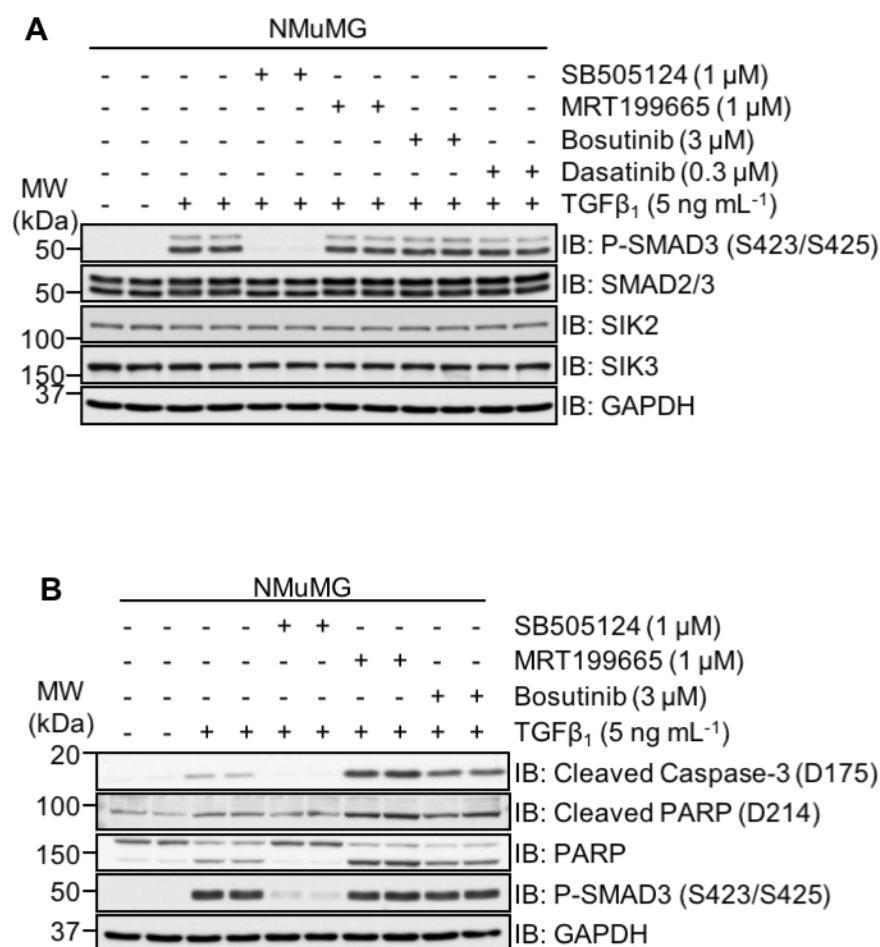 A
NMuMG
- - - - + + - - - - - - SB505124 (1 µM)
- - - - - - + + - - - - MRT199665 (1 µM)
- - - - - - - - + + - - Bosutinib (3 µM)
- - - - - - - - - - + + Dasatinib (0.3 µM)
MW
(kDa)
- - + + + + + + + + + + TGFβ₁ (5 ng mL⁻¹)
50 IB: P-SMAD3 (S423/S425)
50 IB: SMAD2/3
100 IB: SIK2
150 IB: SIK3
37 IB: GAPDH
B
NMuMG
- - - - + + - - - - SB505124 (1 µM)
- - - - - - + + - - MRT199665 (1 µM)
- - - - - - - - + + Bosutinib (3 µM)
MW
(kDa)
- - + + + + + + + + TGFβ₁ (5 ng mL⁻¹)
20 IB: Cleaved Caspase-3 (D175)
100 IB: Cleaved PARP (D214)
150 IB: PARP
50 IB: P-SMAD3 (S423/S425)
37 IB: GAPDH